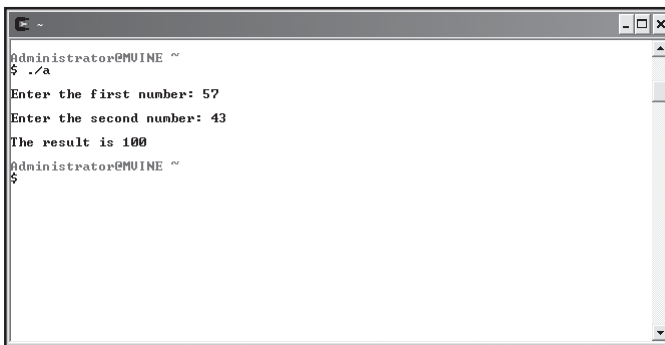 ~
Administrator@MVINE ~
$ ./a
Enter the first number: 57
Enter the second number: 43
The result is 100
Administrator@MVINE ~
$